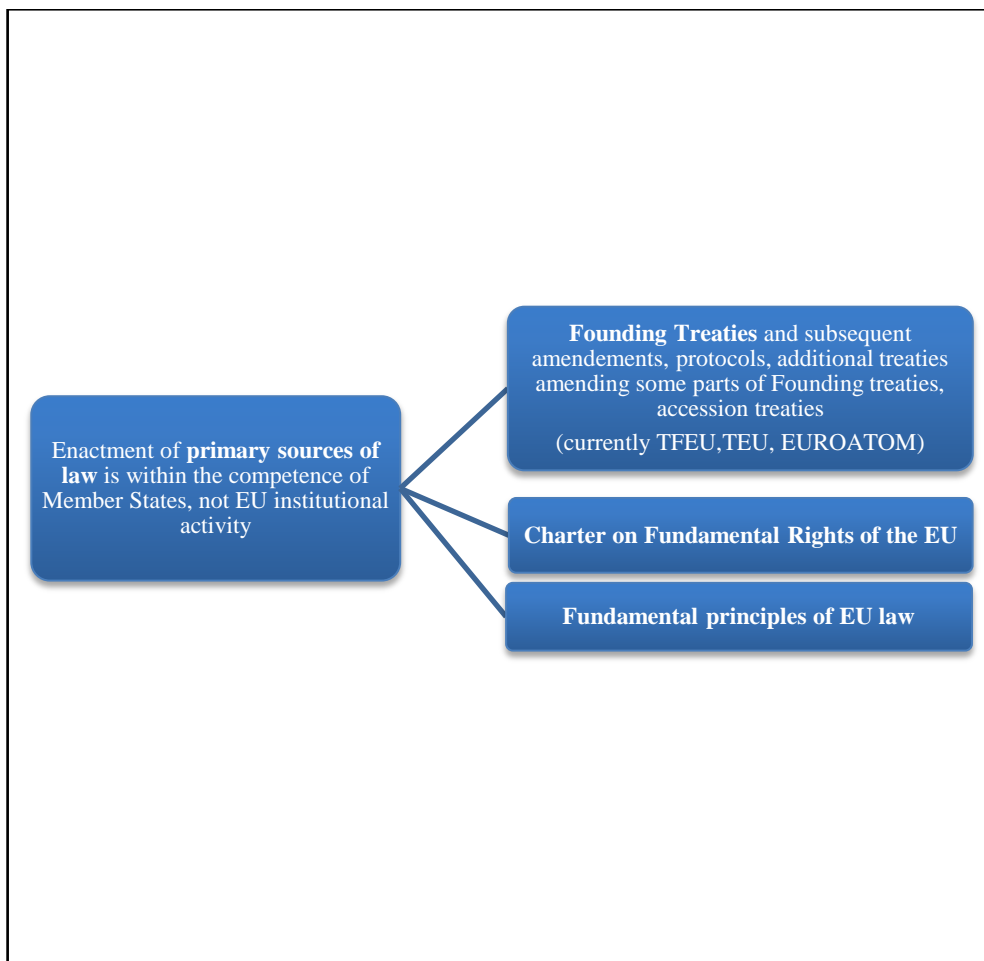 Founding Treaties and subsequent
amendements, protocols, additional treaties
amending some parts of Founding treaties,
accession treaties
(currently TFEU,TEU, EUROATOM)
Enactment of primary sources of
law is within the competence of
Member States, not EU institutional
activity
Charter on Fundamental Rights of the EU
Fundamental principles of EU law